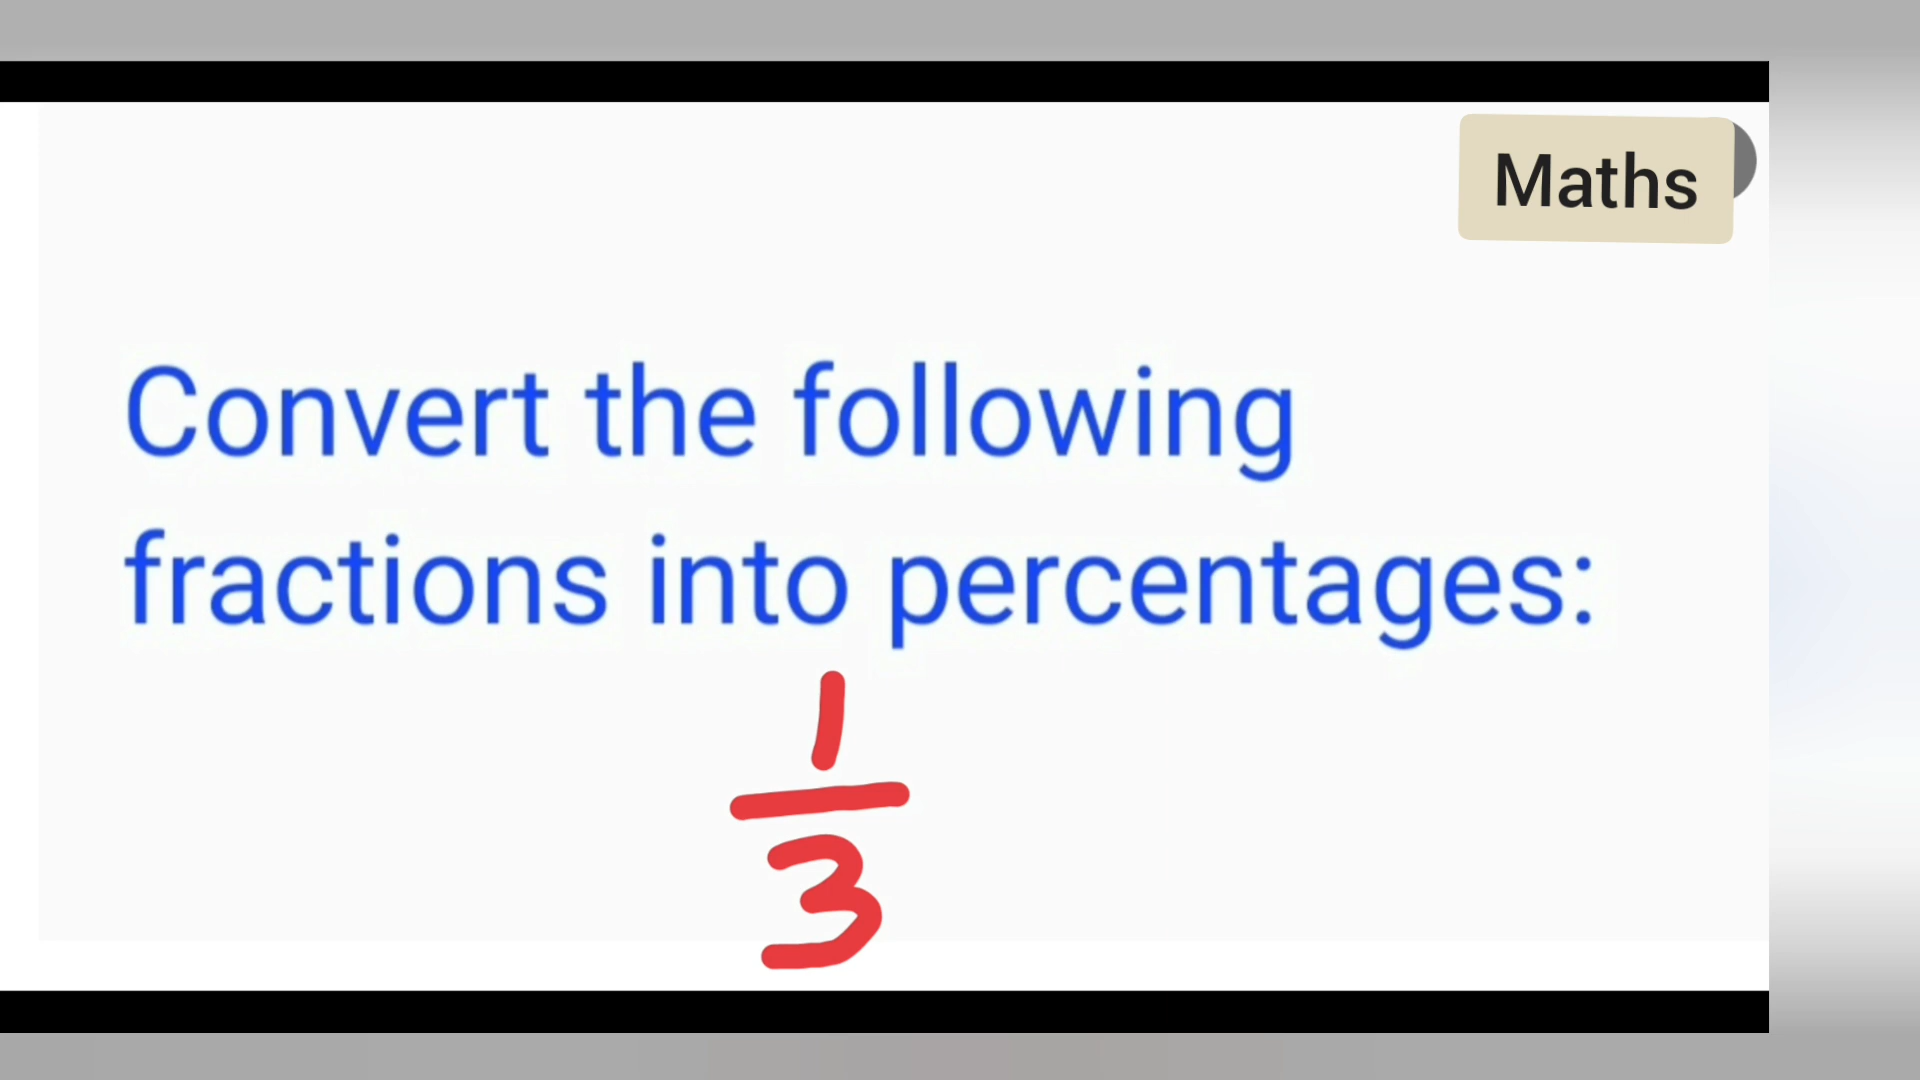 Maths
Convert the following
fractions into percentages:
1
3